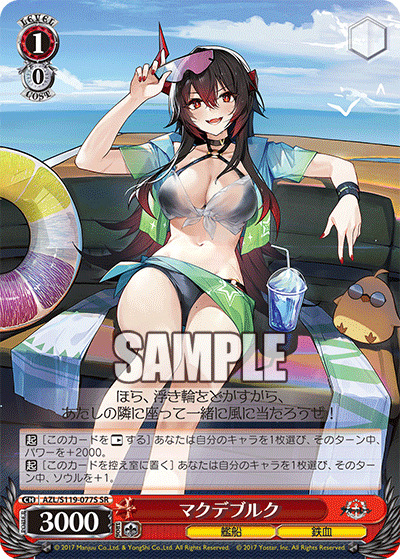 LEVEL
1
0
COST
SAMPLE
ほら、浮き輪をどかすから、
あたしの隣に座って一緒に風に当たろうぜ！
起［このカードを する］あなたは自分のキャラを1枚選び、そのターン中、
パワーを+2000。
起［このカードを控え室に置く］あなたは自分のキャラを1枚選び、そのターン
中、ソウルを+1。
CH AZL/S119-077S SR
3000
マクデブルク
艦船 鉄血
© 2017 Manjuu Co.,Ltd. & YongShi Co.,Ltd. All Rights Reserved. © 2017 Yostar, Inc. All Rights Reserved.